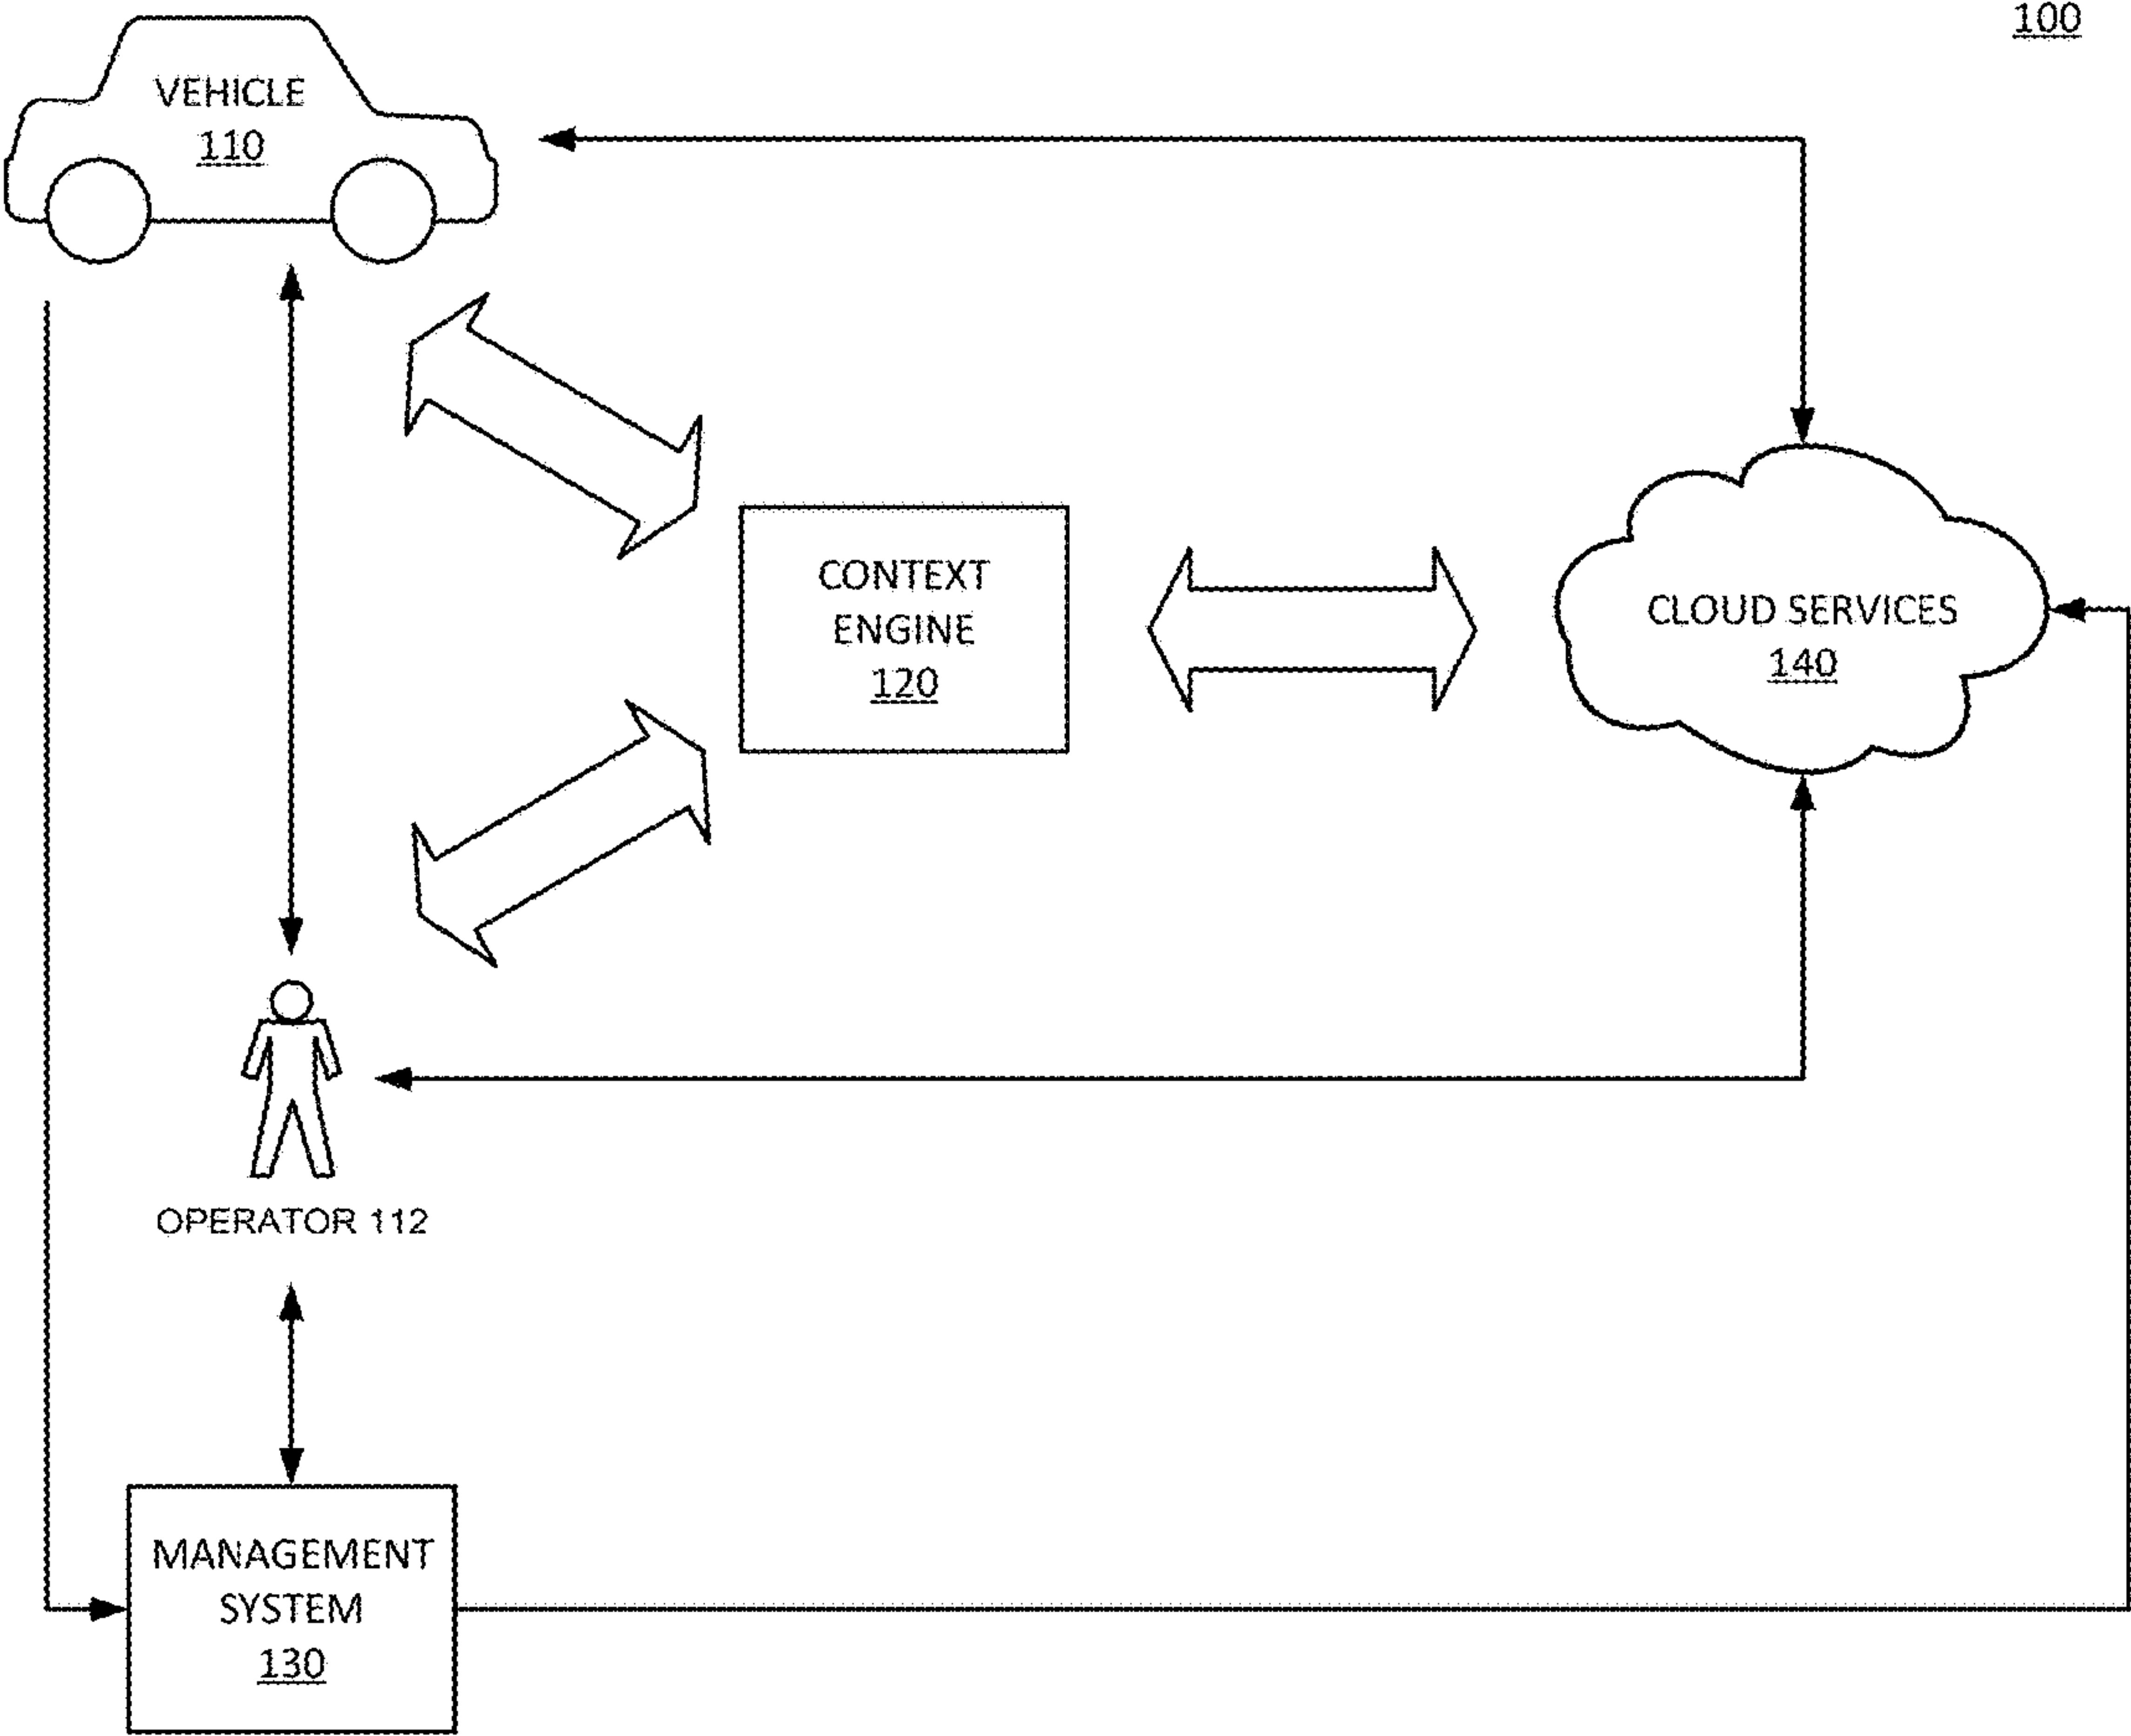 100
VEHICLE
110
CONTEXT
ENGINE
120
CLOUD SERVICES
140
OPERATOR 112
MANAGEMENT
SYSTEM
130